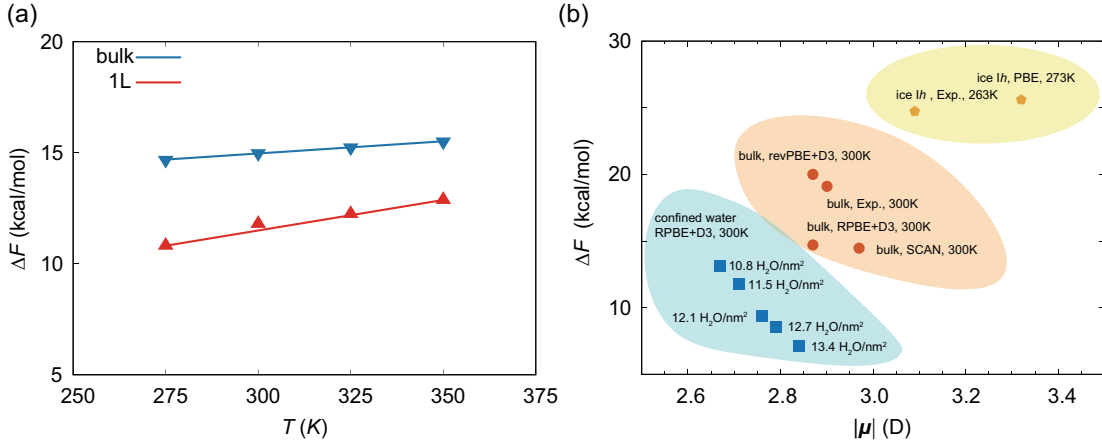 (a)
bulk
1L
20
15
10
5
250
275
300
325
350
375
ΔF (kcal/mol)
T (K)
(b)
30
20
10
2.6
2.8
3.0
3.2
3.4
ΔF (kcal/mol)
|μ| (D)
ice Ih, PBE, 273K
ice Ih , Exp., 263K
bulk, revPBE+D3, 300K
bulk, Exp., 300K
bulk, RPBE+D3, 300K
bulk, SCAN, 300K
confined water
RPBE+D3, 300K
10.8 H₂O/nm²
11.5 H₂O/nm²
12.1 H₂O/nm²
12.7 H₂O/nm²
13.4 H₂O/nm²